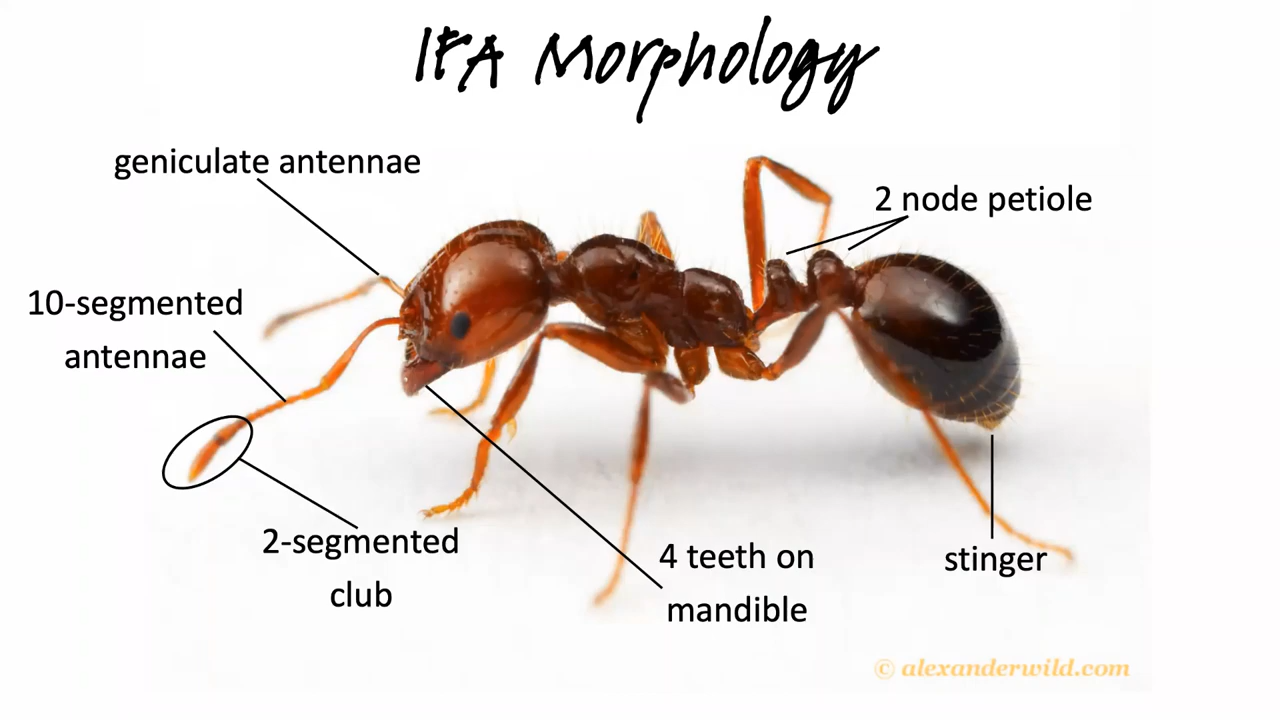 IFA Morphology
geniculate antennae
2 node petiole
10-segmented
antennae
2-segmented
club
4 teeth on
mandible
stinger
© alexanderwild.com